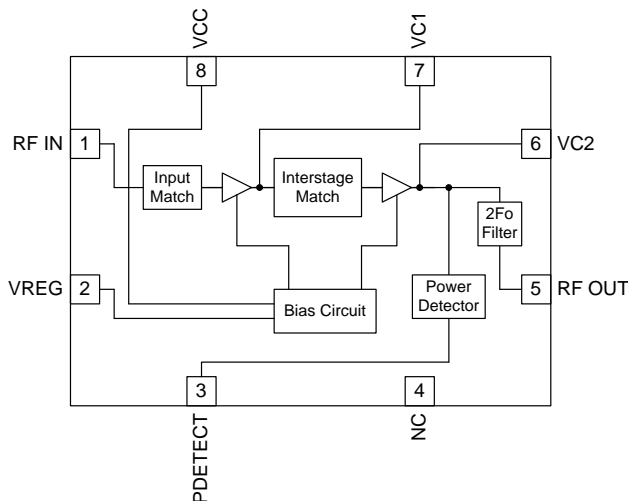 VCC
VC1
8
7
RF IN
1
6
VC2
Input
Match
Interstage
Match
2Fo
Filter
VREG
2
Bias Circuit
Power
Detector
5
RF OUT
3
4
PDETECT
NC